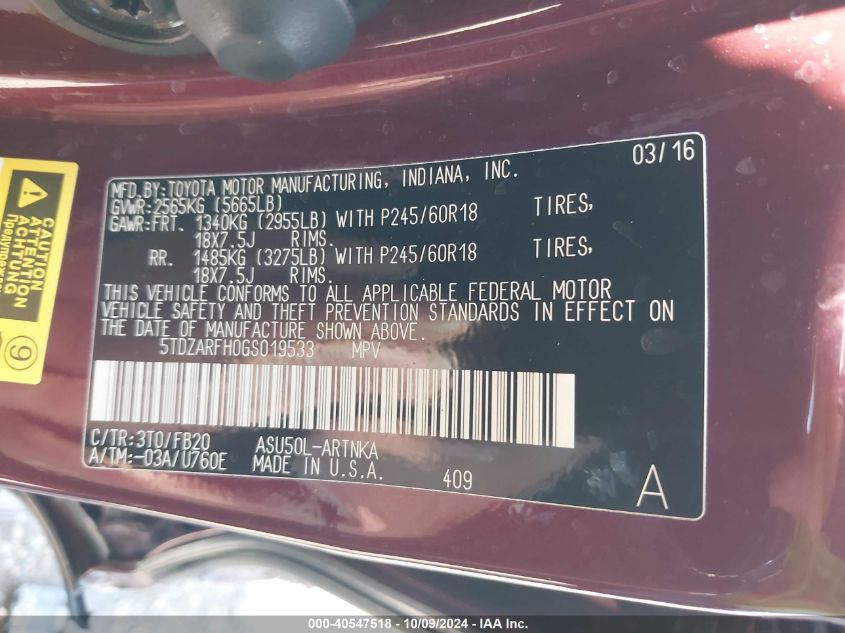 03/16
MFD.BY:TOYOTA MOTOR MANUFACTURING, INDIANA, INC.
GVWR:2565KG (5665LB)
GAWR:FRT. 1340KG (2955LB) WITH P245/60R18 TIRES,
18X7.5J RIMS.
RR. 1485KG (3275LB) WITH P245/60R18 TIRES,
18X7.5J RIMS.
THIS VEHICLE CONFORMS TO ALL APPLICABLE FEDERAL MOTOR
VEHICLE SAFETY AND THEFT PREVENTION STANDARDS IN EFFECT ON
THE DATE OF MANUFACTURE SHOWN ABOVE.
5TDZARFH0GS019533 MPV
C/TR:3T0/FB20 ASU50L-ARTNKA
A/TM:-03A/U760E MADE IN U.S.A.
409
A
CAUTION
ATTENTION
ACHTUNG
9
000-40547518 - 10/09/2024 - IAA Inc.